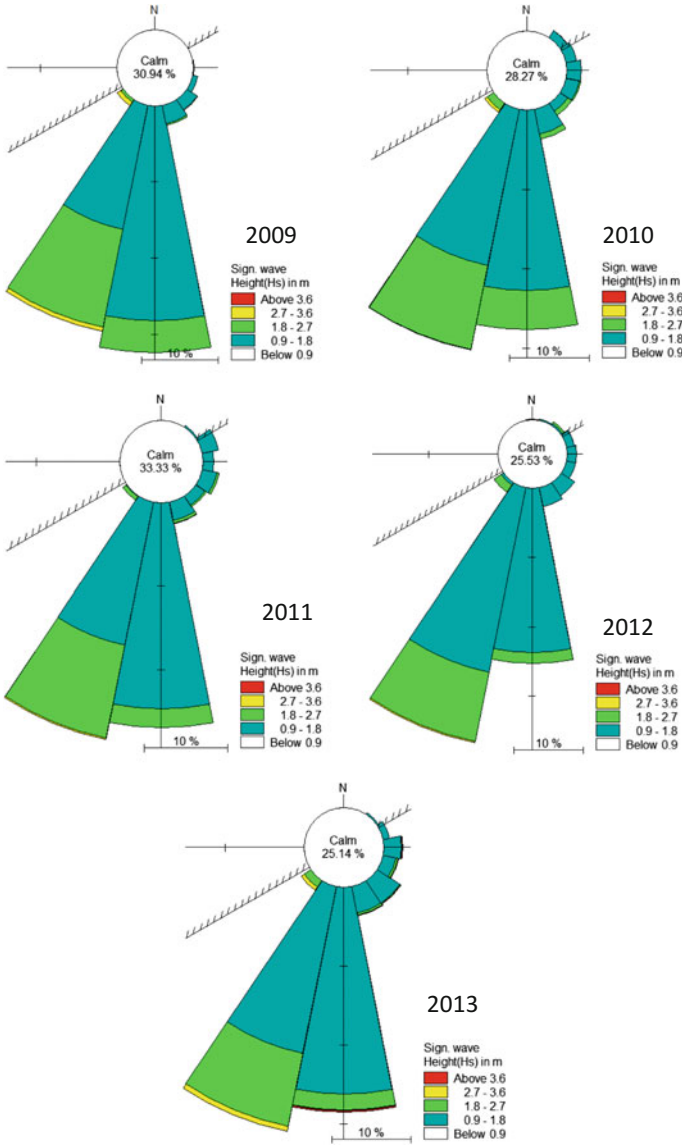 N
Calm
30.94 %
2009
Sign. wave
Height(Hs) in m
Above 3.6
2.7 - 3.6
1.8 - 2.7
0.9 - 1.8
Below 0.9
10 %
N
Calm
28.27 %
2010
Sign. wave
Height(Hs) in m
Above 3.6
2.7 - 3.6
1.8 - 2.7
0.9 - 1.8
Below 0.9
10 %
N
Calm
33.33 %
2011
Sign. wave
Height(Hs) in m
Above 3.6
2.7 - 3.6
1.8 - 2.7
0.9 - 1.8
Below 0.9
10 %
N
Calm
25.53 %
2012
Sign. wave
Height(Hs) in m
Above 3.6
2.7 - 3.6
1.8 - 2.7
0.9 - 1.8
Below 0.9
10 %
N
Calm
25.14 %
2013
Sign. wave
Height(Hs) in m
Above 3.6
2.7 - 3.6
1.8 - 2.7
0.9 - 1.8
Below 0.9
10 %